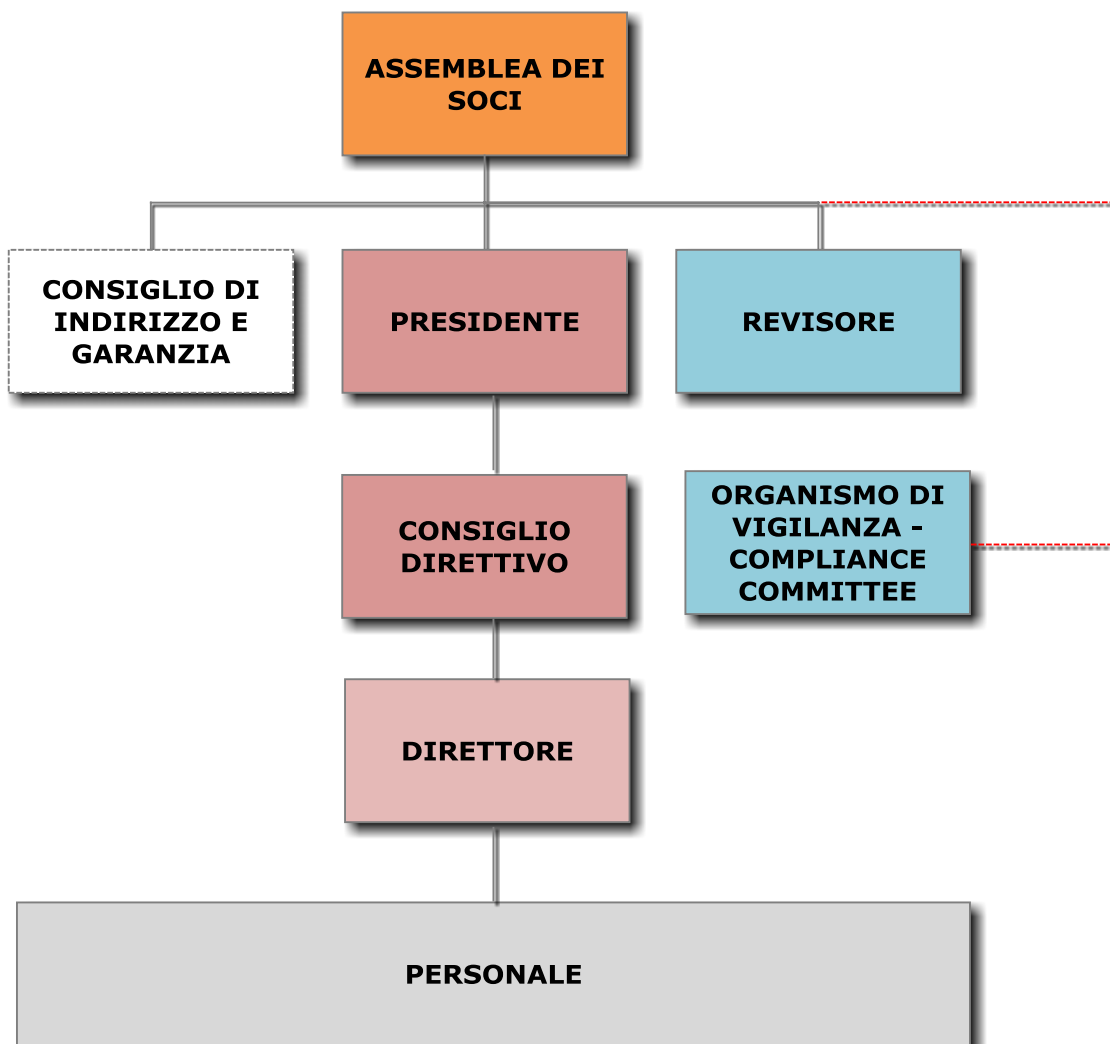 ASSEMBLEA DEI
SOCI
CONSIGLIO DI
INDIRIZZO E
GARANZIA
PRESIDENTE
REVISORE
CONSIGLIO
DIRETTIVO
ORGANISMO DI
VIGILANZA -
COMPLIANCE
COMMITTEE
DIRETTORE
PERSONALE